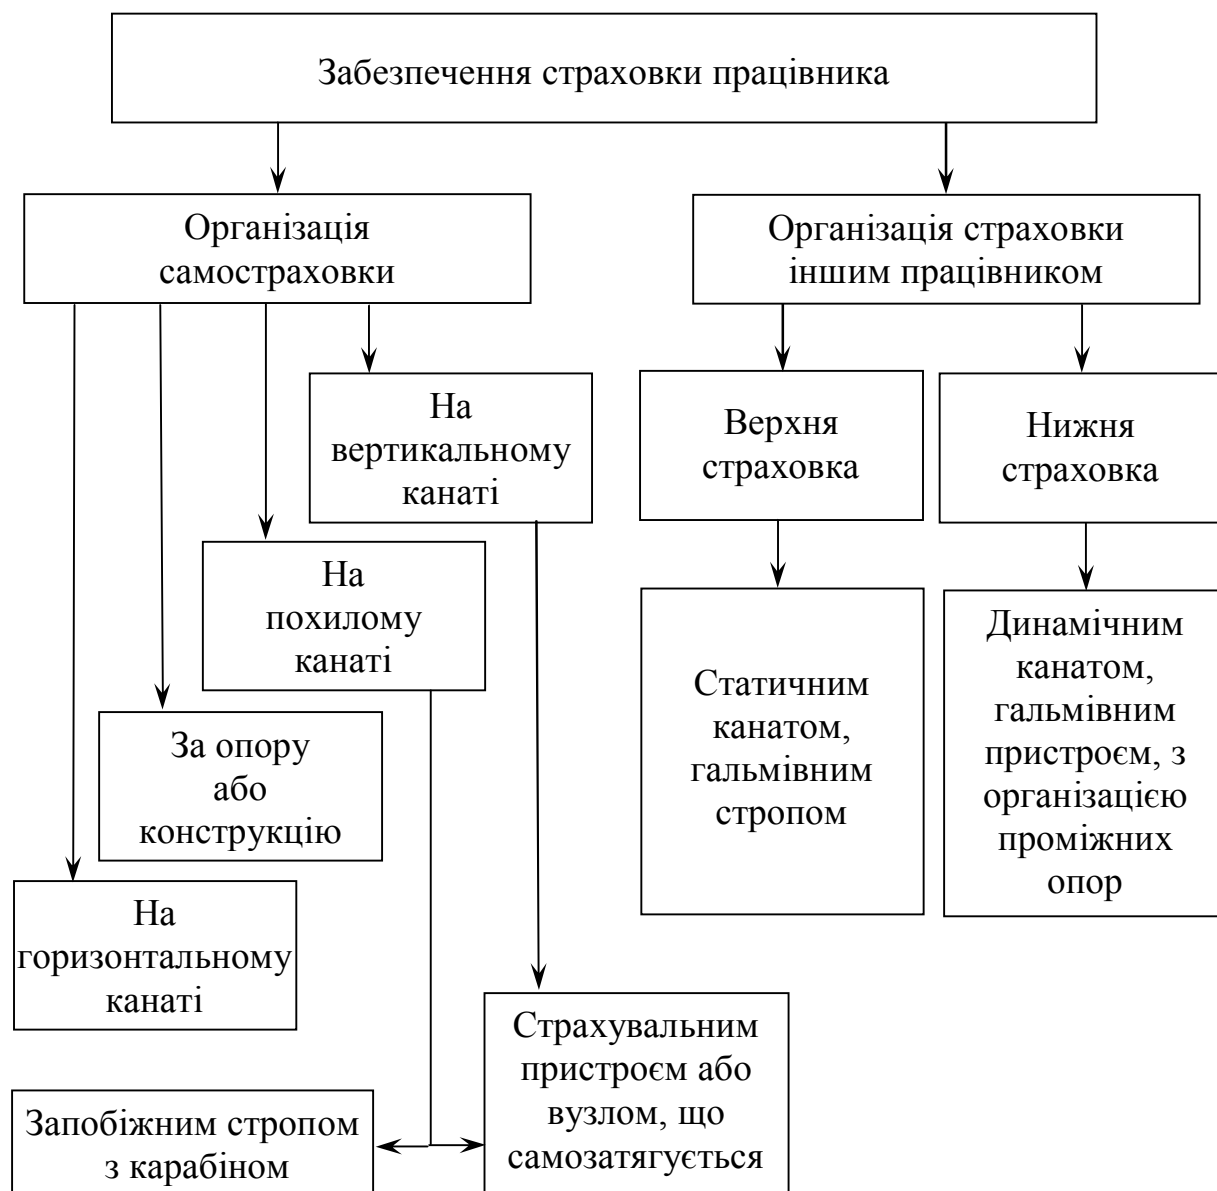 Забезпечення страховки працівника
Організація
самостраховки
Організація страховки
іншим працівником
На
вертикальному
канаті
Верхня
страховка
Нижня
страховка
На
похилому
канаті
Статичним
канатом,
гальмівним
стропом
Динамічним
канатом,
гальмівним
пристроєм, з
організацією
проміжних
опор
За опору
або
конструкцію
На
горизонтальному
канаті
Страхувальним
пристроєм або
вузлом, що
самозатягується
Запобіжним стропом
з карабіном